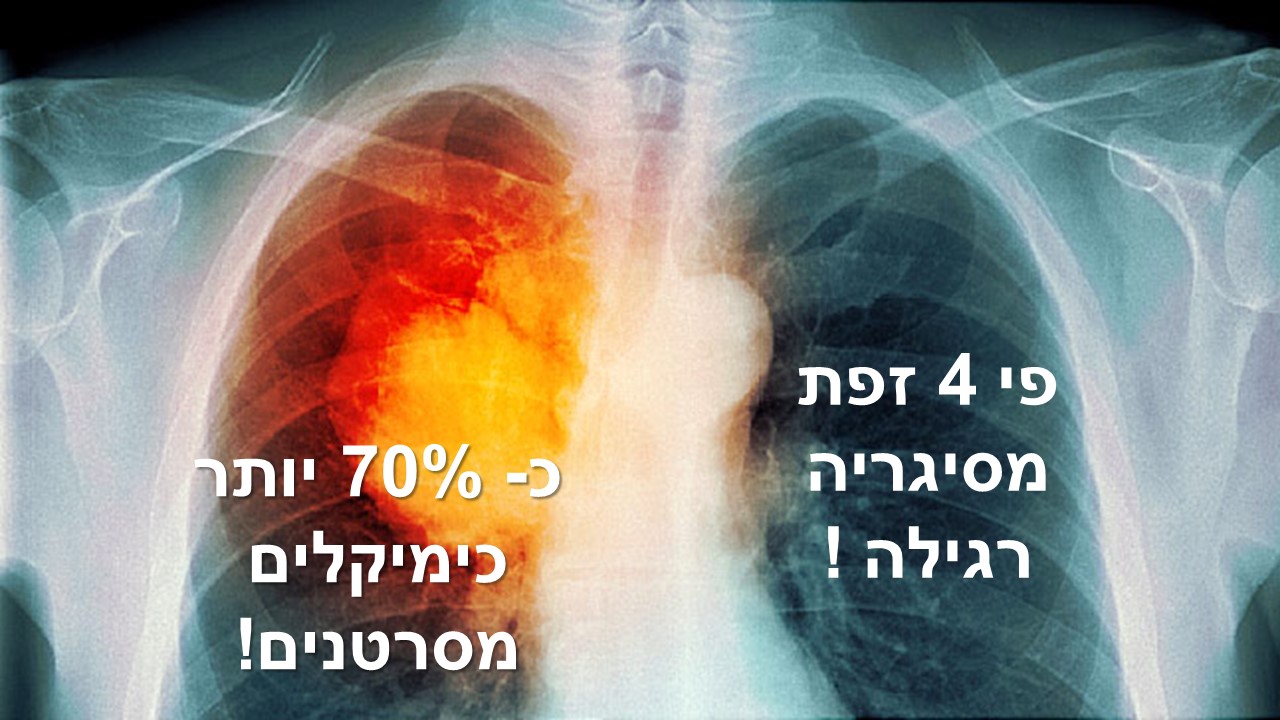 פי 4 זפת
מסיגריה
רגילה !
כ- 70% יותר
כימיקלים
מסרטנים!